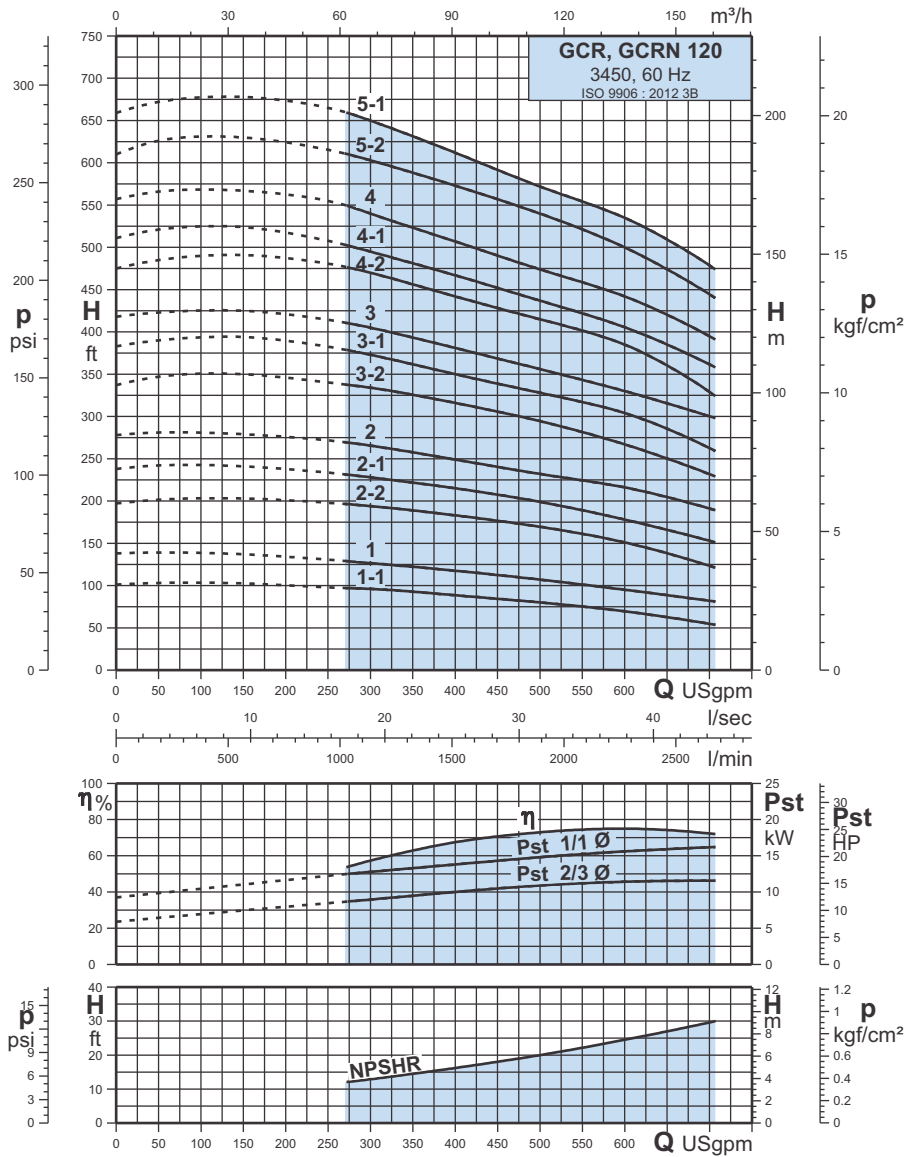 0 30 60 90 120 150 m³/h
GCR, GCRN 120
3450, 60 Hz
ISO 9906 : 2012 3B
750
700
650
600
550
500
450
400
350
300
250
200
150
100
50
0
300
250
200
150
100
50
0
p
psi
H
ft
5-1
5-2
4
4-1
4-2
3
3-1
3-2
2
2-1
2-2
1
1-1
200
150
100
50
0
H
m
20
15
10
5
0
p
kgf/cm²
0 50 100 150 200 250 300 350 400 450 500 550 600 Q USgpm
0 10 20 30 40 l/sec
0 500 1000 1500 2000 2500 l/min
100
80
60
40
20
0
η%
η
Pst 1/1 Ø
Pst 2/3 Ø
25
20
15
10
5
0
Pst
kW
30
25
20
15
10
5
0
Pst
HP
15
9
6
3
0
p
psi
40
30
20
10
0
H
ft
NPSHR
12
8
6
4
2
0
H
m
1.2
1
0.8
0.6
0.4
0.2
0
p
kgf/cm²
0 50 100 150 200 250 300 350 400 450 500 550 600 Q USgpm